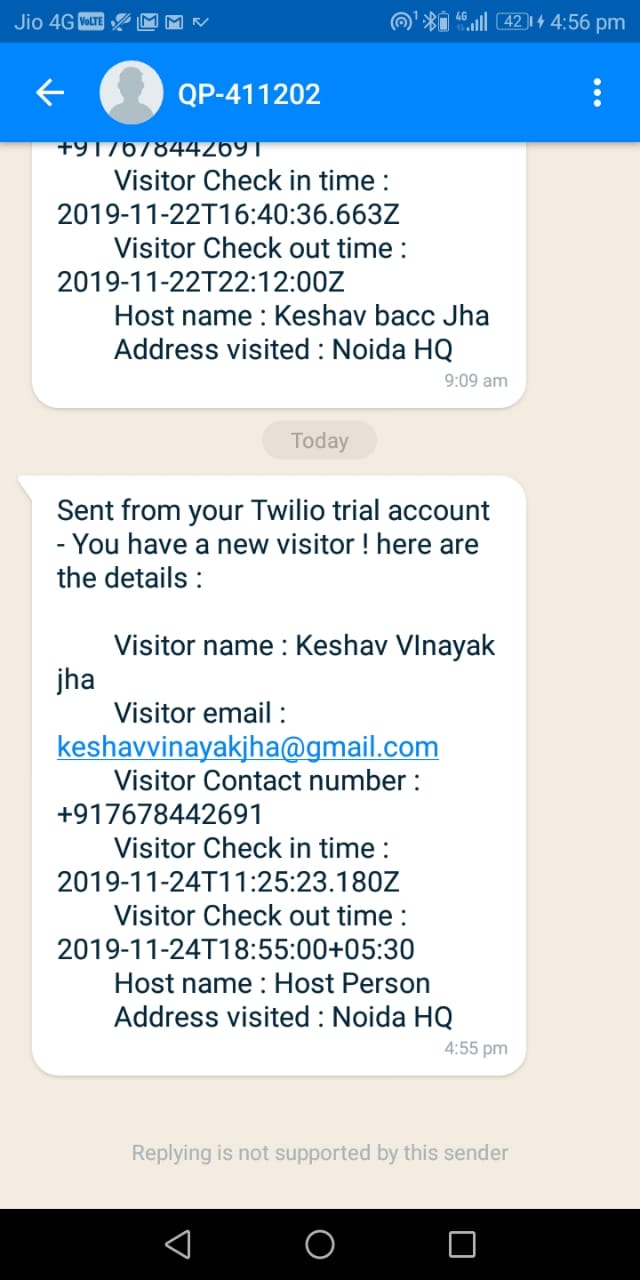 Jio 4G VoLTE 1 4G 42 4:56 pm
QP-411202
+917678442691
Visitor Check in time :
2019-11-22T16:40:36.663Z
Visitor Check out time :
2019-11-22T22:12:00Z
Host name : Keshav bacc Jha
Address visited : Noida HQ
9:09 am
Today
Sent from your Twilio trial account
- You have a new visitor ! here are
the details :
Visitor name : Keshav VInayak
jha
Visitor email :
keshavvinayakjha@gmail.com
Visitor Contact number :
+917678442691
Visitor Check in time :
2019-11-24T11:25:23.180Z
Visitor Check out time :
2019-11-24T18:55:00+05:30
Host name : Host Person
Address visited : Noida HQ
4:55 pm
Replying is not supported by this sender